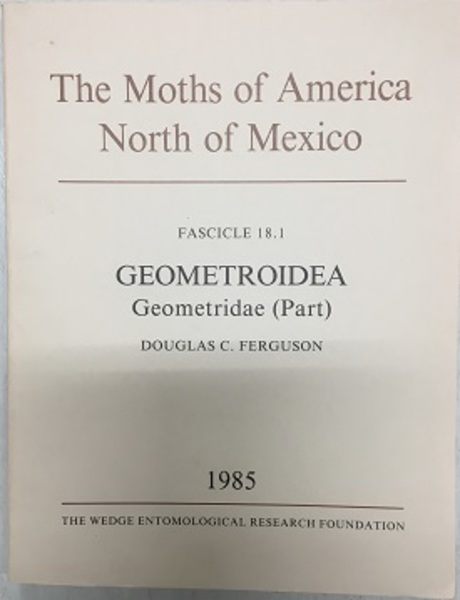 The Moths of America
North of Mexico
FASCICLE 18.1
GEOMETROIDEA
Geometridae (Part)
DOUGLAS C. FERGUSON
1985
THE WEDGE ENTOMOLOGICAL RESEARCH FOUNDATION